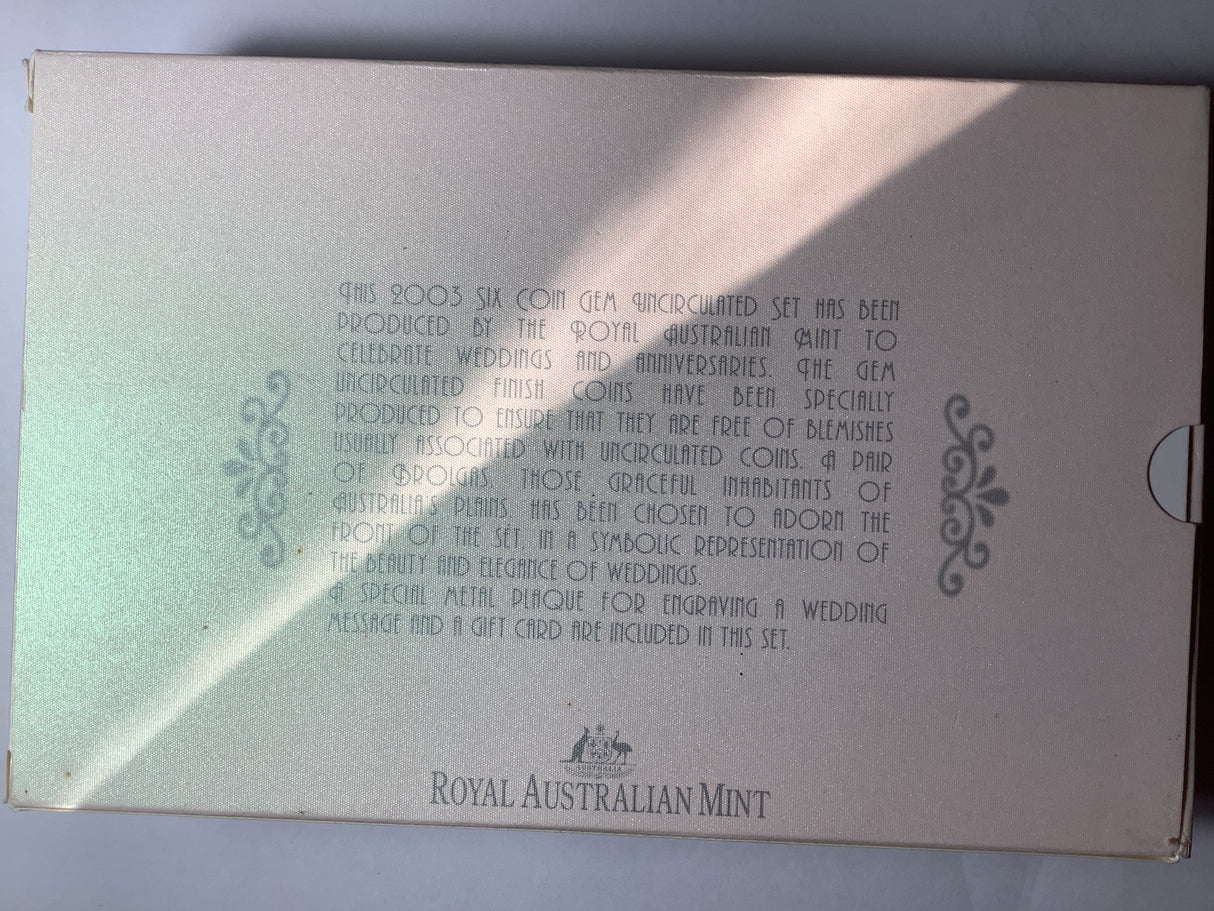 THIS 2003 SIX COIN GEM UNCIRCULATED SET HAS BEEN
PRODUCED BY THE ROYAL AUSTRALIAN MINT TO
CELEBRATE WEDDINGS AND ANNIVERSARIES. THE GEM
UNCIRCULATED FINISH COINS HAVE BEEN SPECIALLY
PRODUCED TO ENSURE THAT THEY ARE FREE OF BLEMISHES
USUALLY ASSOCIATED WITH UNCIRCULATED COINS. A PAIR
OF BROLGAS, THOSE GRACEFUL INHABITANTS OF
AUSTRALIA'S PLAINS, HAS BEEN CHOSEN TO ADORN THE
FRONT OF THE SET, IN A SYMBOLIC REPRESENTATION OF
THE BEAUTY AND ELEGANCE OF WEDDINGS.
A SPECIAL METAL PLAQUE FOR ENGRAVING A WEDDING
MESSAGE AND A GIFT CARD ARE INCLUDED IN THIS SET.
AUSTRALIA
ROYAL AUSTRALIAN MINT